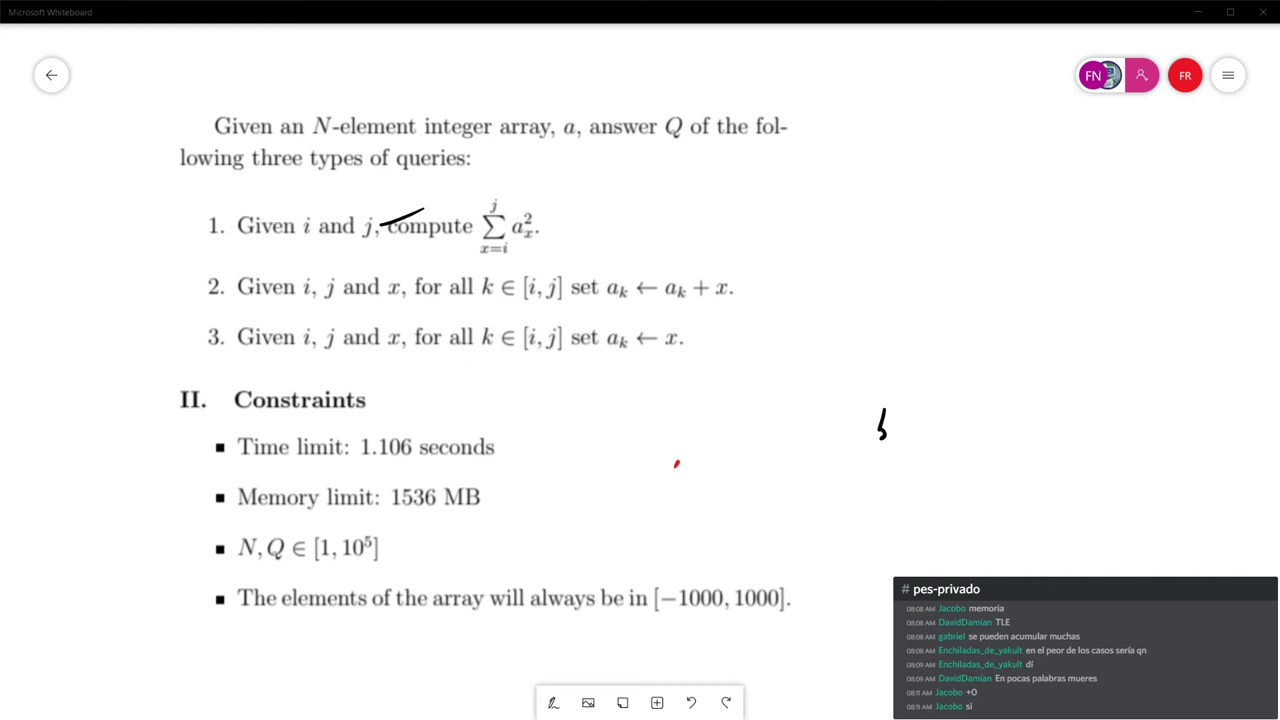 Microsoft Whiteboard
FN
FR
Given an N-element integer array, a, answer Q of the fol-
lowing three types of queries:
1. Given i and j, compute \sum_{x=i}^{j} a_x^2.
2. Given i, j and x, for all k ∈ [i, j] set a_k ← a_k + x.
3. Given i, j and x, for all k ∈ [i, j] set a_k ← x.
II. Constraints
■ Time limit: 1.106 seconds
■ Memory limit: 1536 MB
■ N, Q ∈ [1, 10^5]
■ The elements of the array will always be in [−1000, 1000].
# pes-privado
08:08 AM Jacobo memoria
08:08 AM DavidDamian TLE
08:08 AM gabriel se pueden acumular muchas
08:08 AM Enchiladas_de_yakult en el peor de los casos sería qn
08:09 AM Enchiladas_de_yakult dí
08:09 AM DavidDamian En pocas palabras mueres
08:11 AM Jacobo +0
08:11 AM Jacobo si